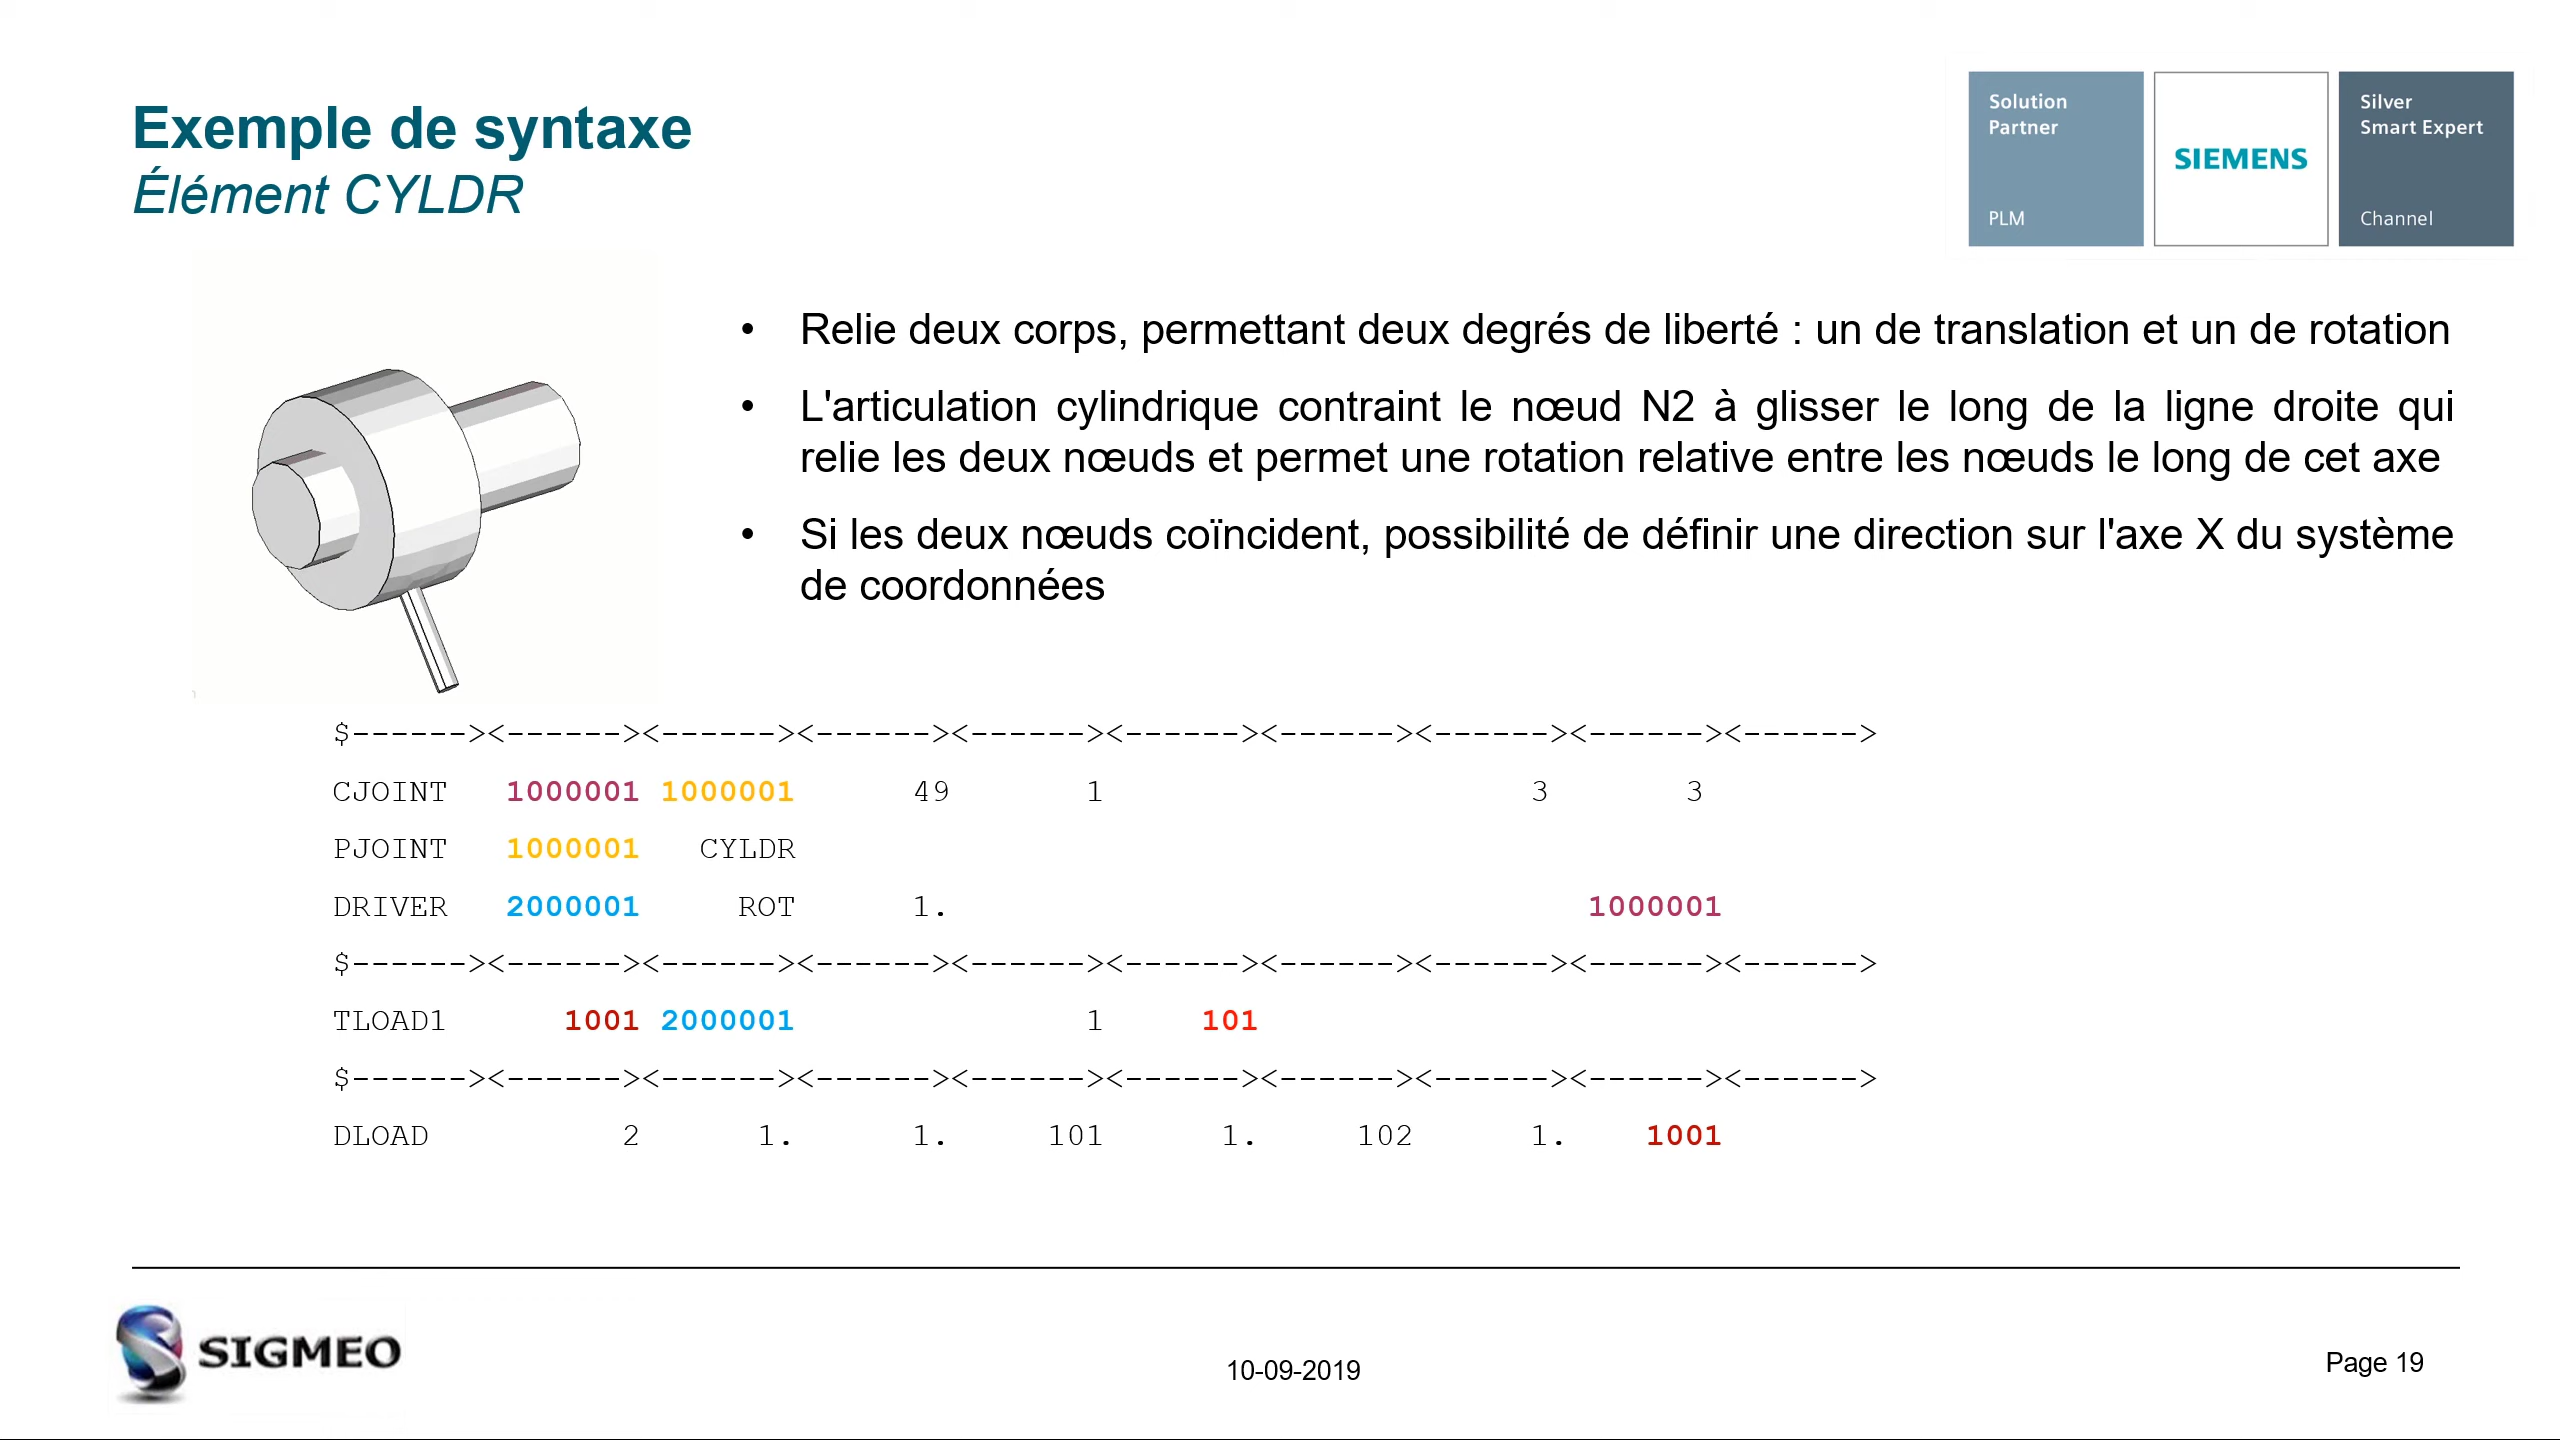 Exemple de syntaxe
Élément CYLDR
Solution
Partner
PLM
SIEMENS
Silver
Smart Expert
Channel
• Relie deux corps, permettant deux degrés de liberté : un de translation et un de rotation
• L'articulation cylindrique contraint le nœud N2 à glisser le long de la ligne droite qui
relie les deux nœuds et permet une rotation relative entre les nœuds le long de cet axe
• Si les deux nœuds coïncident, possibilité de définir une direction sur l'axe X du système
de coordonnées
$------><------><------><------><------><------><------><------><------><------>
CJOINT   1000001 1000001      49       1                      3       3
PJOINT   1000001   CYLDR
DRIVER   2000001     ROT      1.                                 1000001
$------><------><------><------><------><------><------><------><------><------>
TLOAD1      1001 2000001               1     101
$------><------><------><------><------><------><------><------><------><------>
DLOAD          2      1.      1.     101      1.     102      1.    1001
SIGMEO
10-09-2019
Page 19